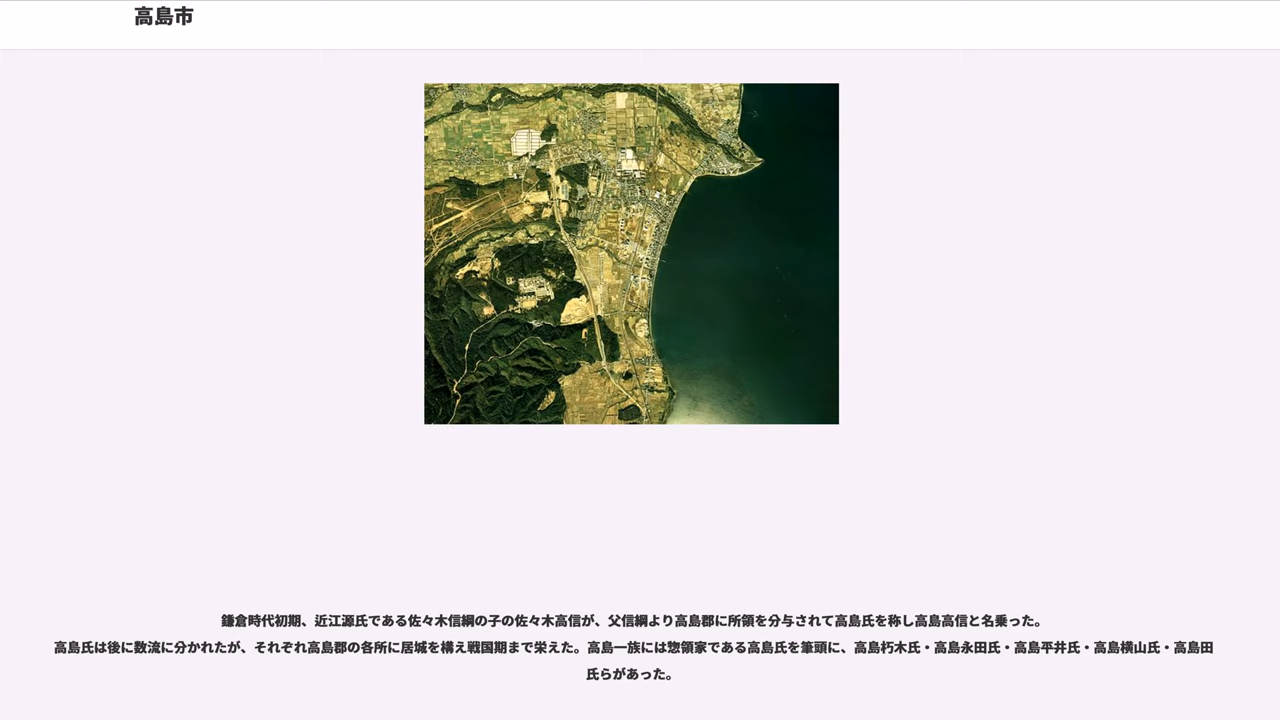 高島市
鎌倉時代初期、近江源氏である佐々木信綱の子の佐々木高信が、父信綱より高島郡に所領を分与されて高島氏を称し高島高信と名乗った。
高島氏は後に数流に分かれたが、それぞれ高島郡の各所に居城を構え戦国期まで栄えた。高島一族には惣領家である高島氏を筆頭に、高島朽木氏・高島永田氏・高島平井氏・高島横山氏・高島田
氏らがあった。